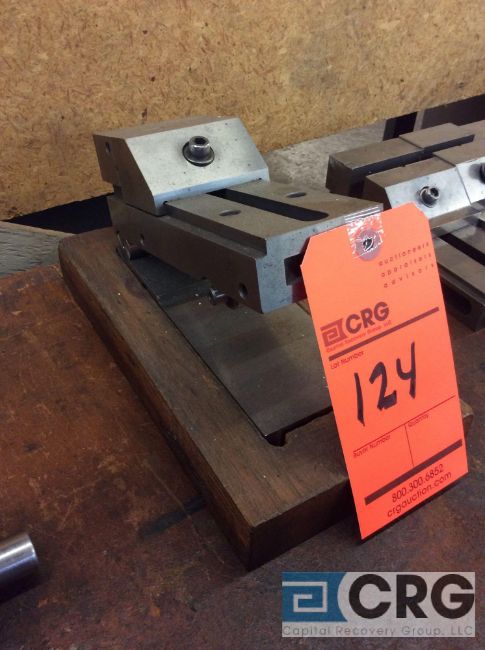 auctioneers
appraisers
advisors
CRG
Capital Recovery Group, LLC
Lot Number
124
Buyer Number
Quantity
800.300.6852
crgauction.com
CRG
Capital Recovery Group, LLC